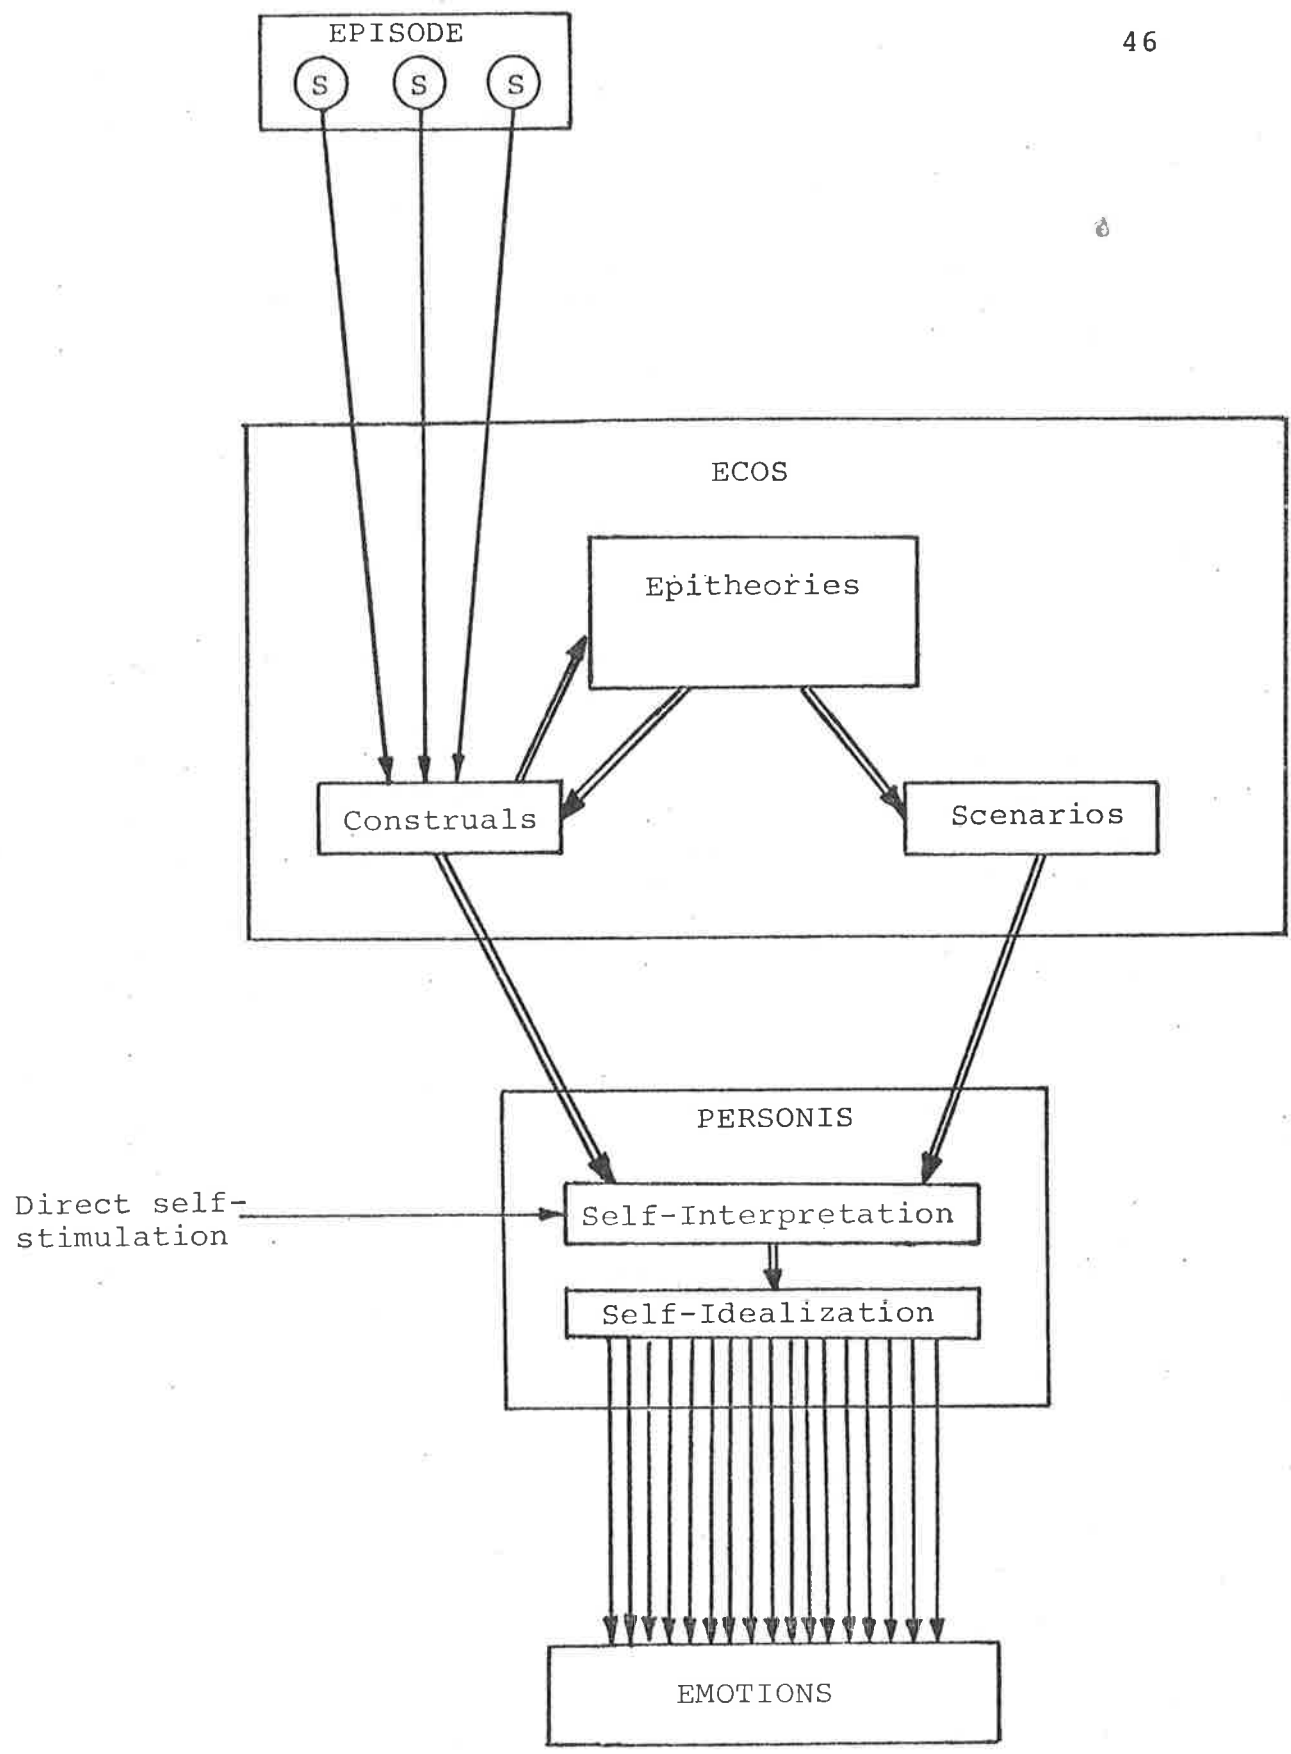 46
EPISODE
S S S
ECOS
Epitheories
Construals
Scenarios
PERSONIS
Direct self-
stimulation
Self-Interpretation
Self-Idealization
EMOTIONS